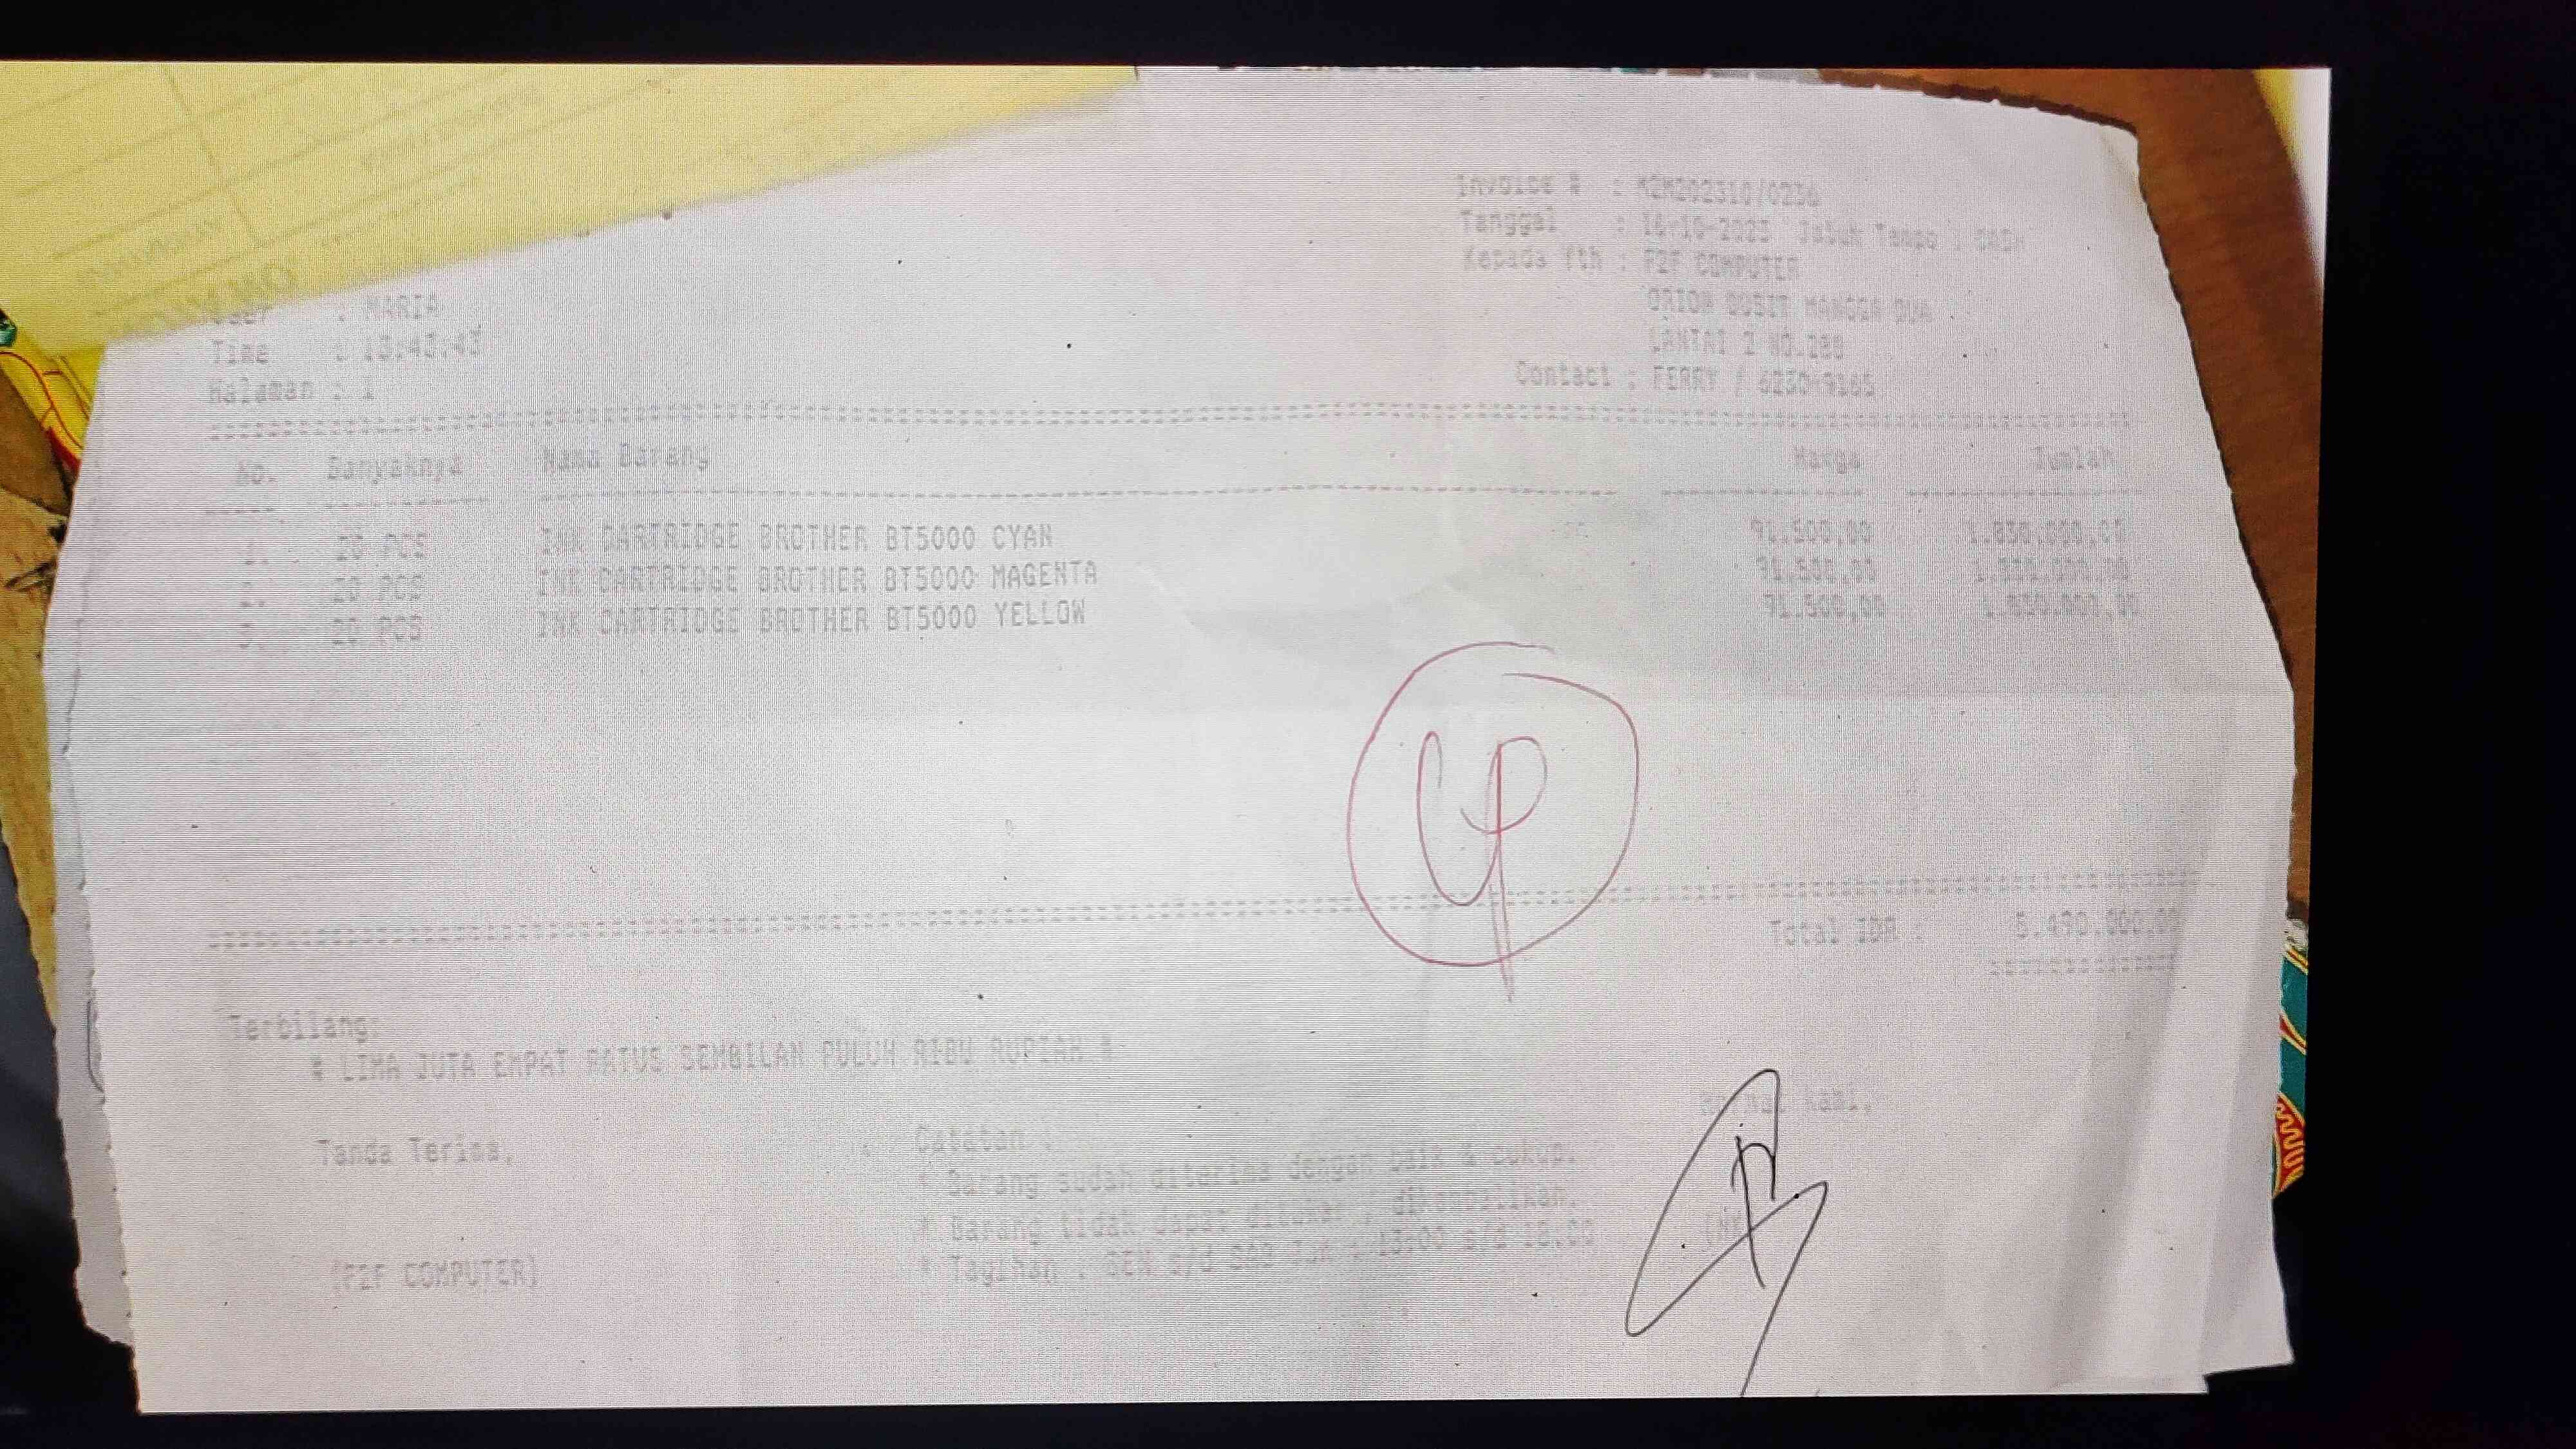 Invoice # : M2M202310/0236
Tanggal : 16-10-2023 Jatuh Tempo : CASH
Kepada Yth : F2F COMPUTER
ORION DUSIT MANGGA DUA
LANTAI 2 NO.
Contact : FERRY / 6230-9165
User : MARIA
Time : 13:43:43
Halaman : 1
No. Banyaknya Nama Barang Harga Jumlah
1. 20 PCS INK CARTRIDGE BROTHER BT5000 CYAN 91.500,00 1.830.000,00
2. 20 PCS INK CARTRIDGE BROTHER BT5000 MAGENTA 91.500,00 1.830.000,00
3. 20 PCS INK CARTRIDGE BROTHER BT5000 YELLOW 91.500,00 1.830.000,00
Total IDR : 5.490.000,00
Terbilang:
# LIMA JUTA EMPAT RATUS SEMBILAN PULUH RIBU RUPIAH #
Tanda Terima,
Catatan :
Hormat kami,
* Barang sudah diterima dengan baik & cukup.
* Barang tidak dapat ditukar / dikembalikan.
* Tagihan : SEN s/d SAB Jam : 13:00 s/d 18.00
(F2F COMPUTER)